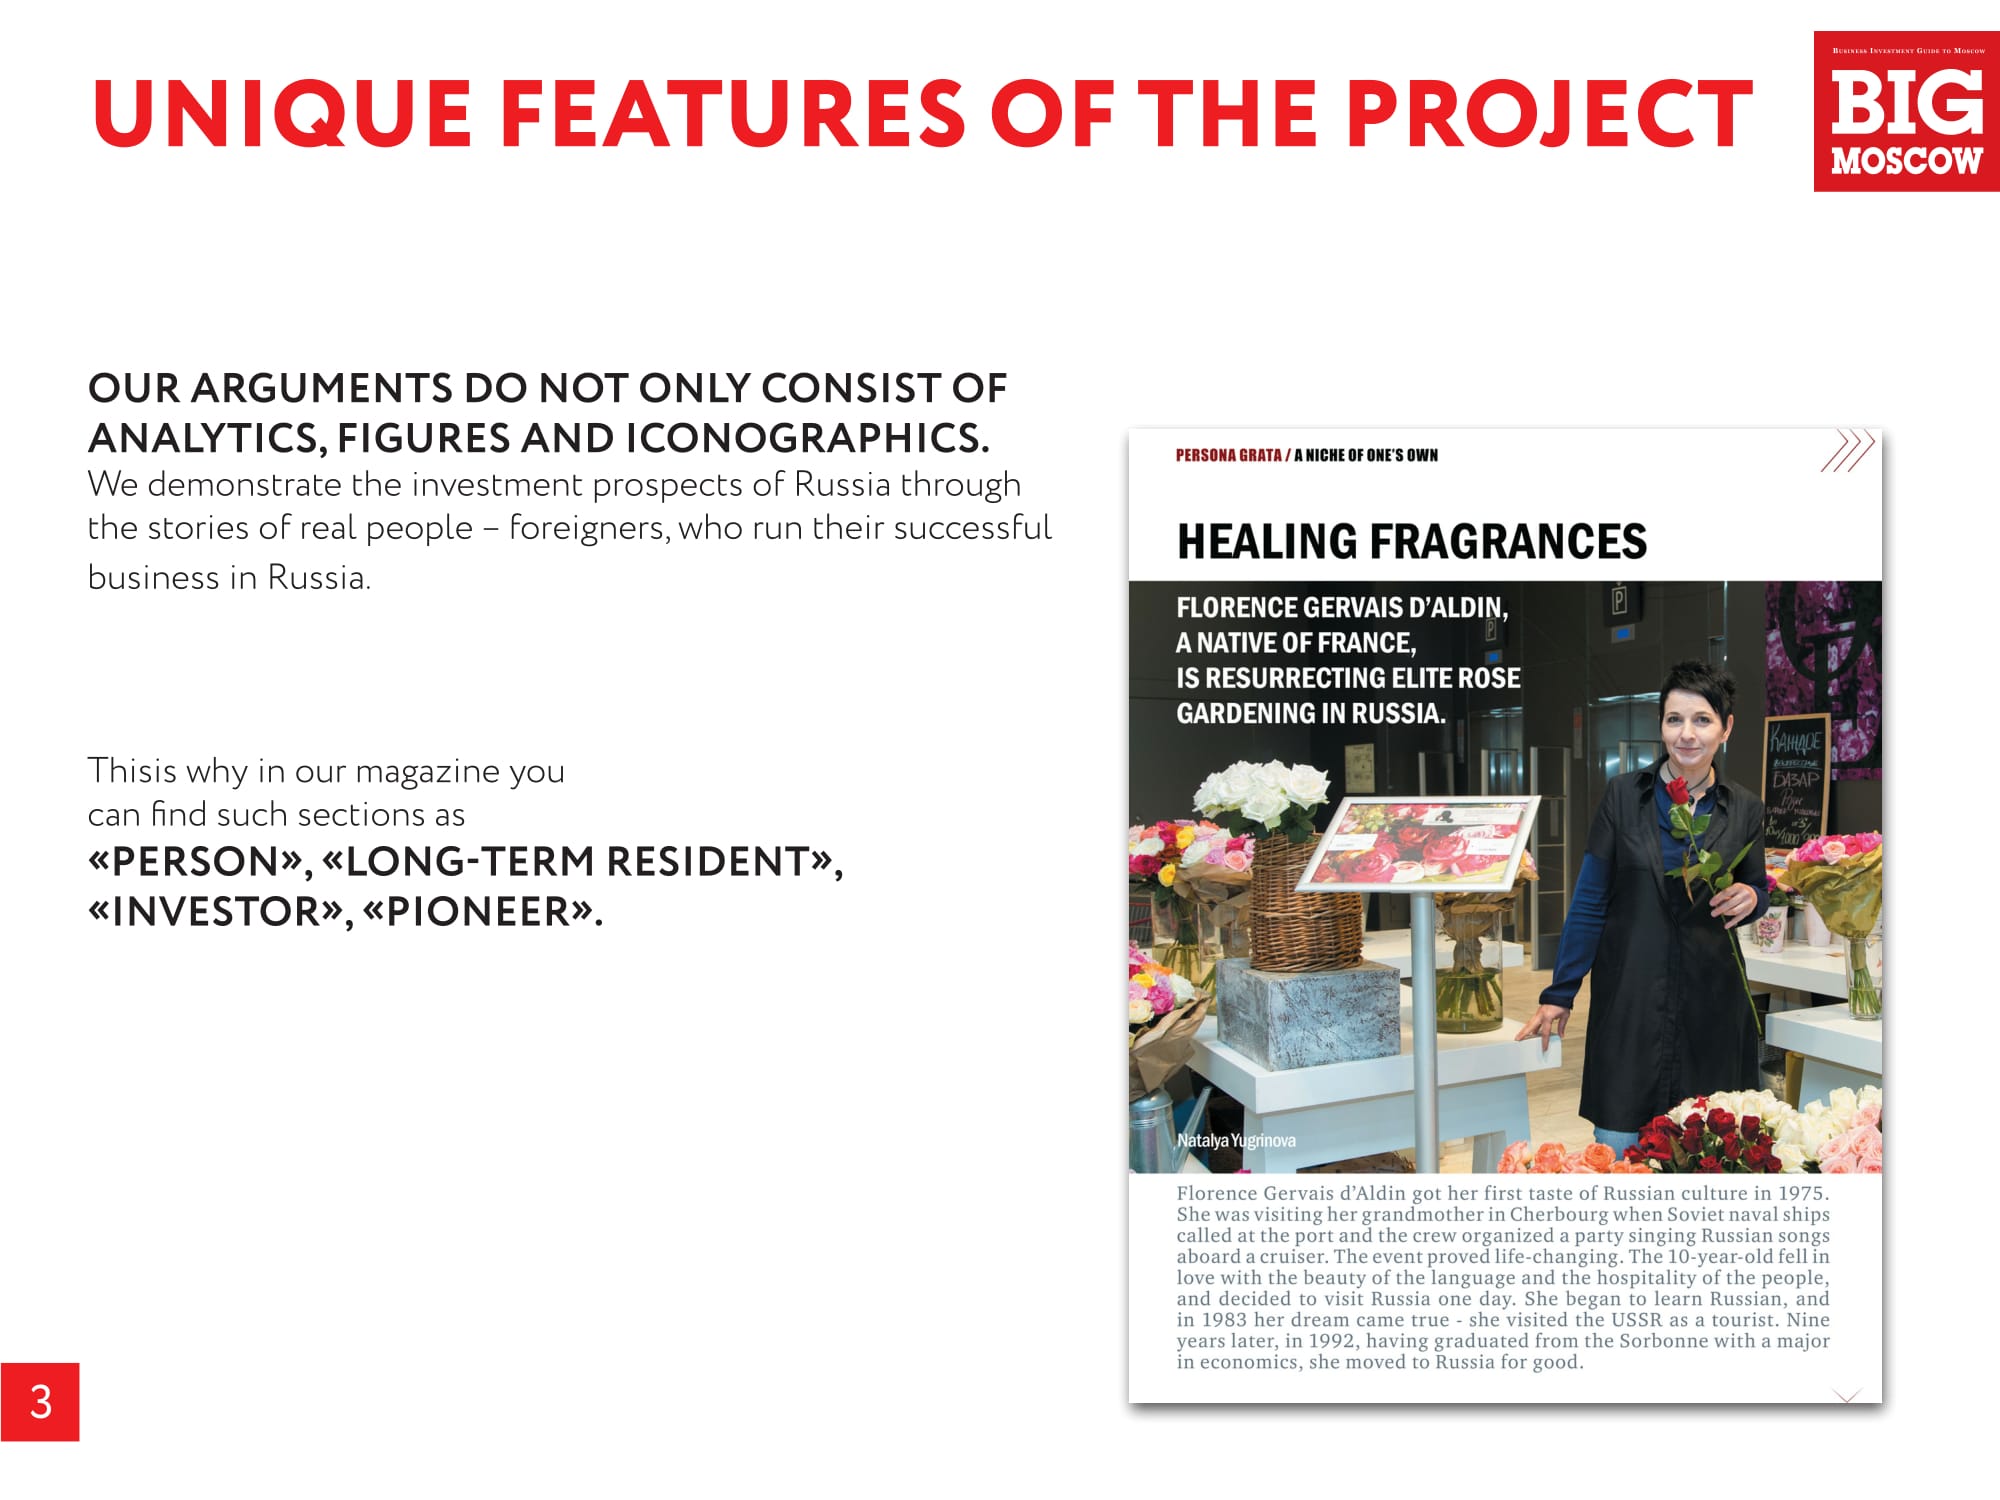 UNIQUE FEATURES OF THE PROJECT
BUSINESS INVESTMENT GUIDE TO MOSCOW
BIG
MOSCOW
OUR ARGUMENTS DO NOT ONLY CONSIST OF
ANALYTICS, FIGURES AND ICONOGRAPHICS.
We demonstrate the investment prospects of Russia through
the stories of real people – foreigners, who run their successful
business in Russia.
Thisis why in our magazine you
can find such sections as
«PERSON», «LONG-TERM RESIDENT»,
«INVESTOR», «PIONEER».
3
PERSONA GRATA / A NICHE OF ONE'S OWN
HEALING FRAGRANCES
FLORENCE GERVAIS D'ALDIN,
A NATIVE OF FRANCE,
IS RESURRECTING ELITE ROSE
GARDENING IN RUSSIA.
P
P
КАЖДОЕ
БАЗАР
Natalya Yugrinova
Florence Gervais d'Aldin got her first taste of Russian culture in 1975.
She was visiting her grandmother in Cherbourg when Soviet naval ships
called at the port and the crew organized a party singing Russian songs
aboard a cruiser. The event proved life-changing. The 10-year-old fell in
love with the beauty of the language and the hospitality of the people,
and decided to visit Russia one day. She began to learn Russian, and
in 1983 her dream came true - she visited the USSR as a tourist. Nine
years later, in 1992, having graduated from the Sorbonne with a major
in economics, she moved to Russia for good.